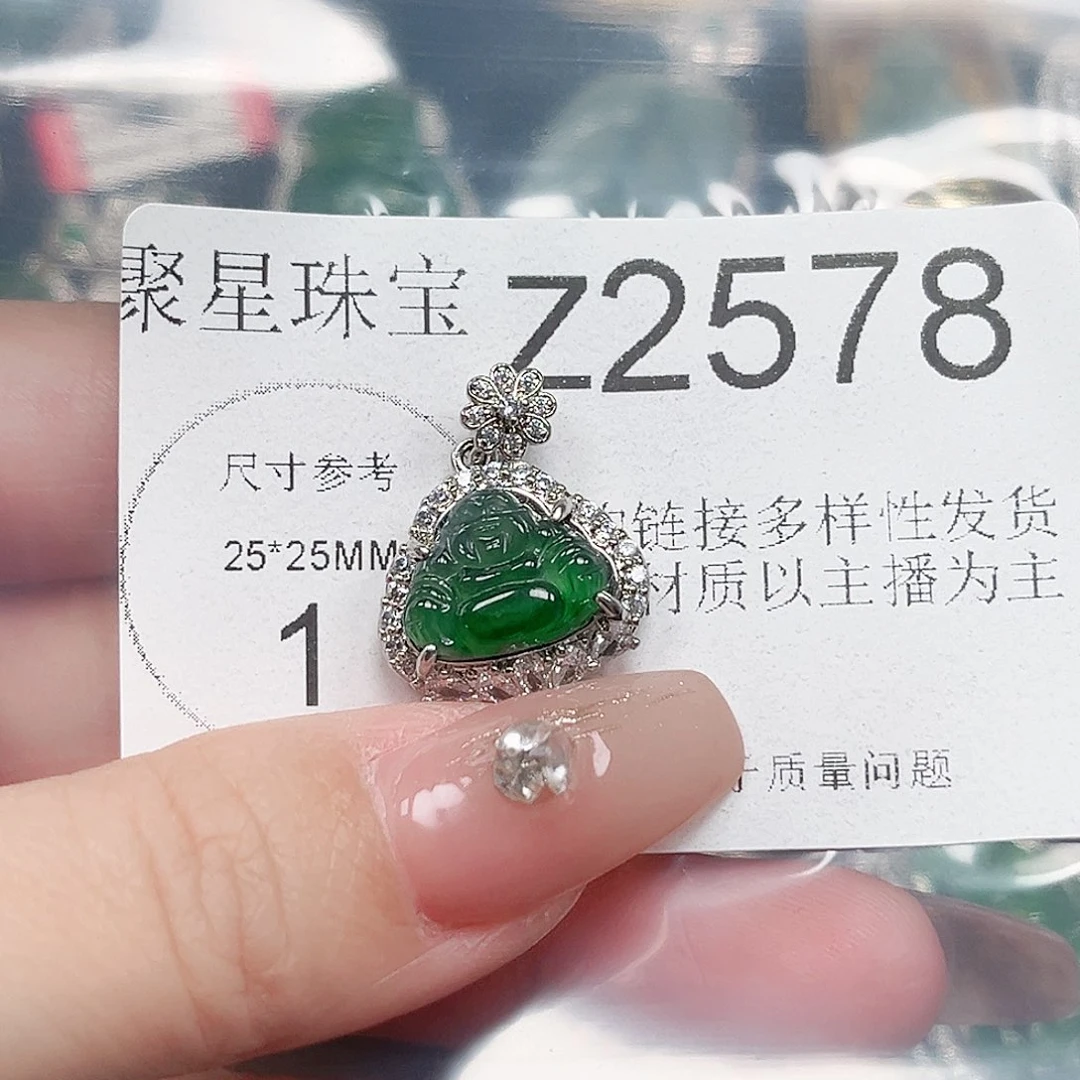 聚星珠宝 Z2578
尺寸参考
25*25MM
1
链接多样性发货
材质以主播为主
质量问题